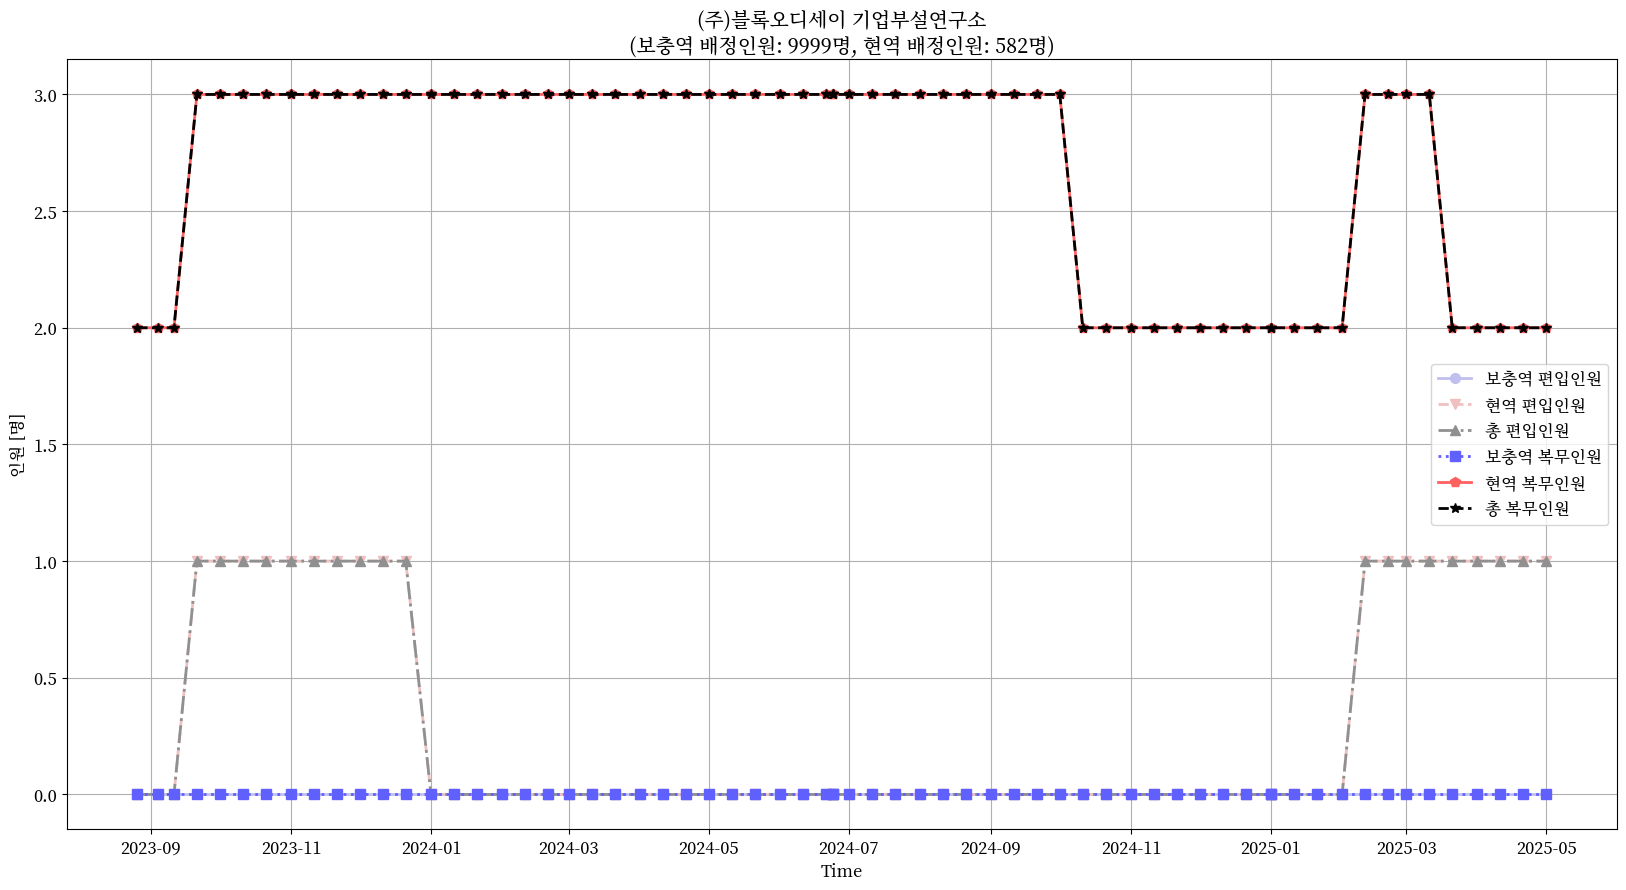 (주)블록오디세이 기업부설연구소
(보충역 배정인원: 9999명, 현역 배정인원: 582명)
3.0
2.5
2.0
1.5
1.0
0.5
0.0
인원 [명]
보충역 편입인원
현역 편입인원
총 편입인원
보충역 복무인원
현역 복무인원
총 복무인원
2023-09 2023-11 2024-01 2024-03 2024-05 2024-07 2024-09 2024-11 2025-01 2025-03 2025-05
Time